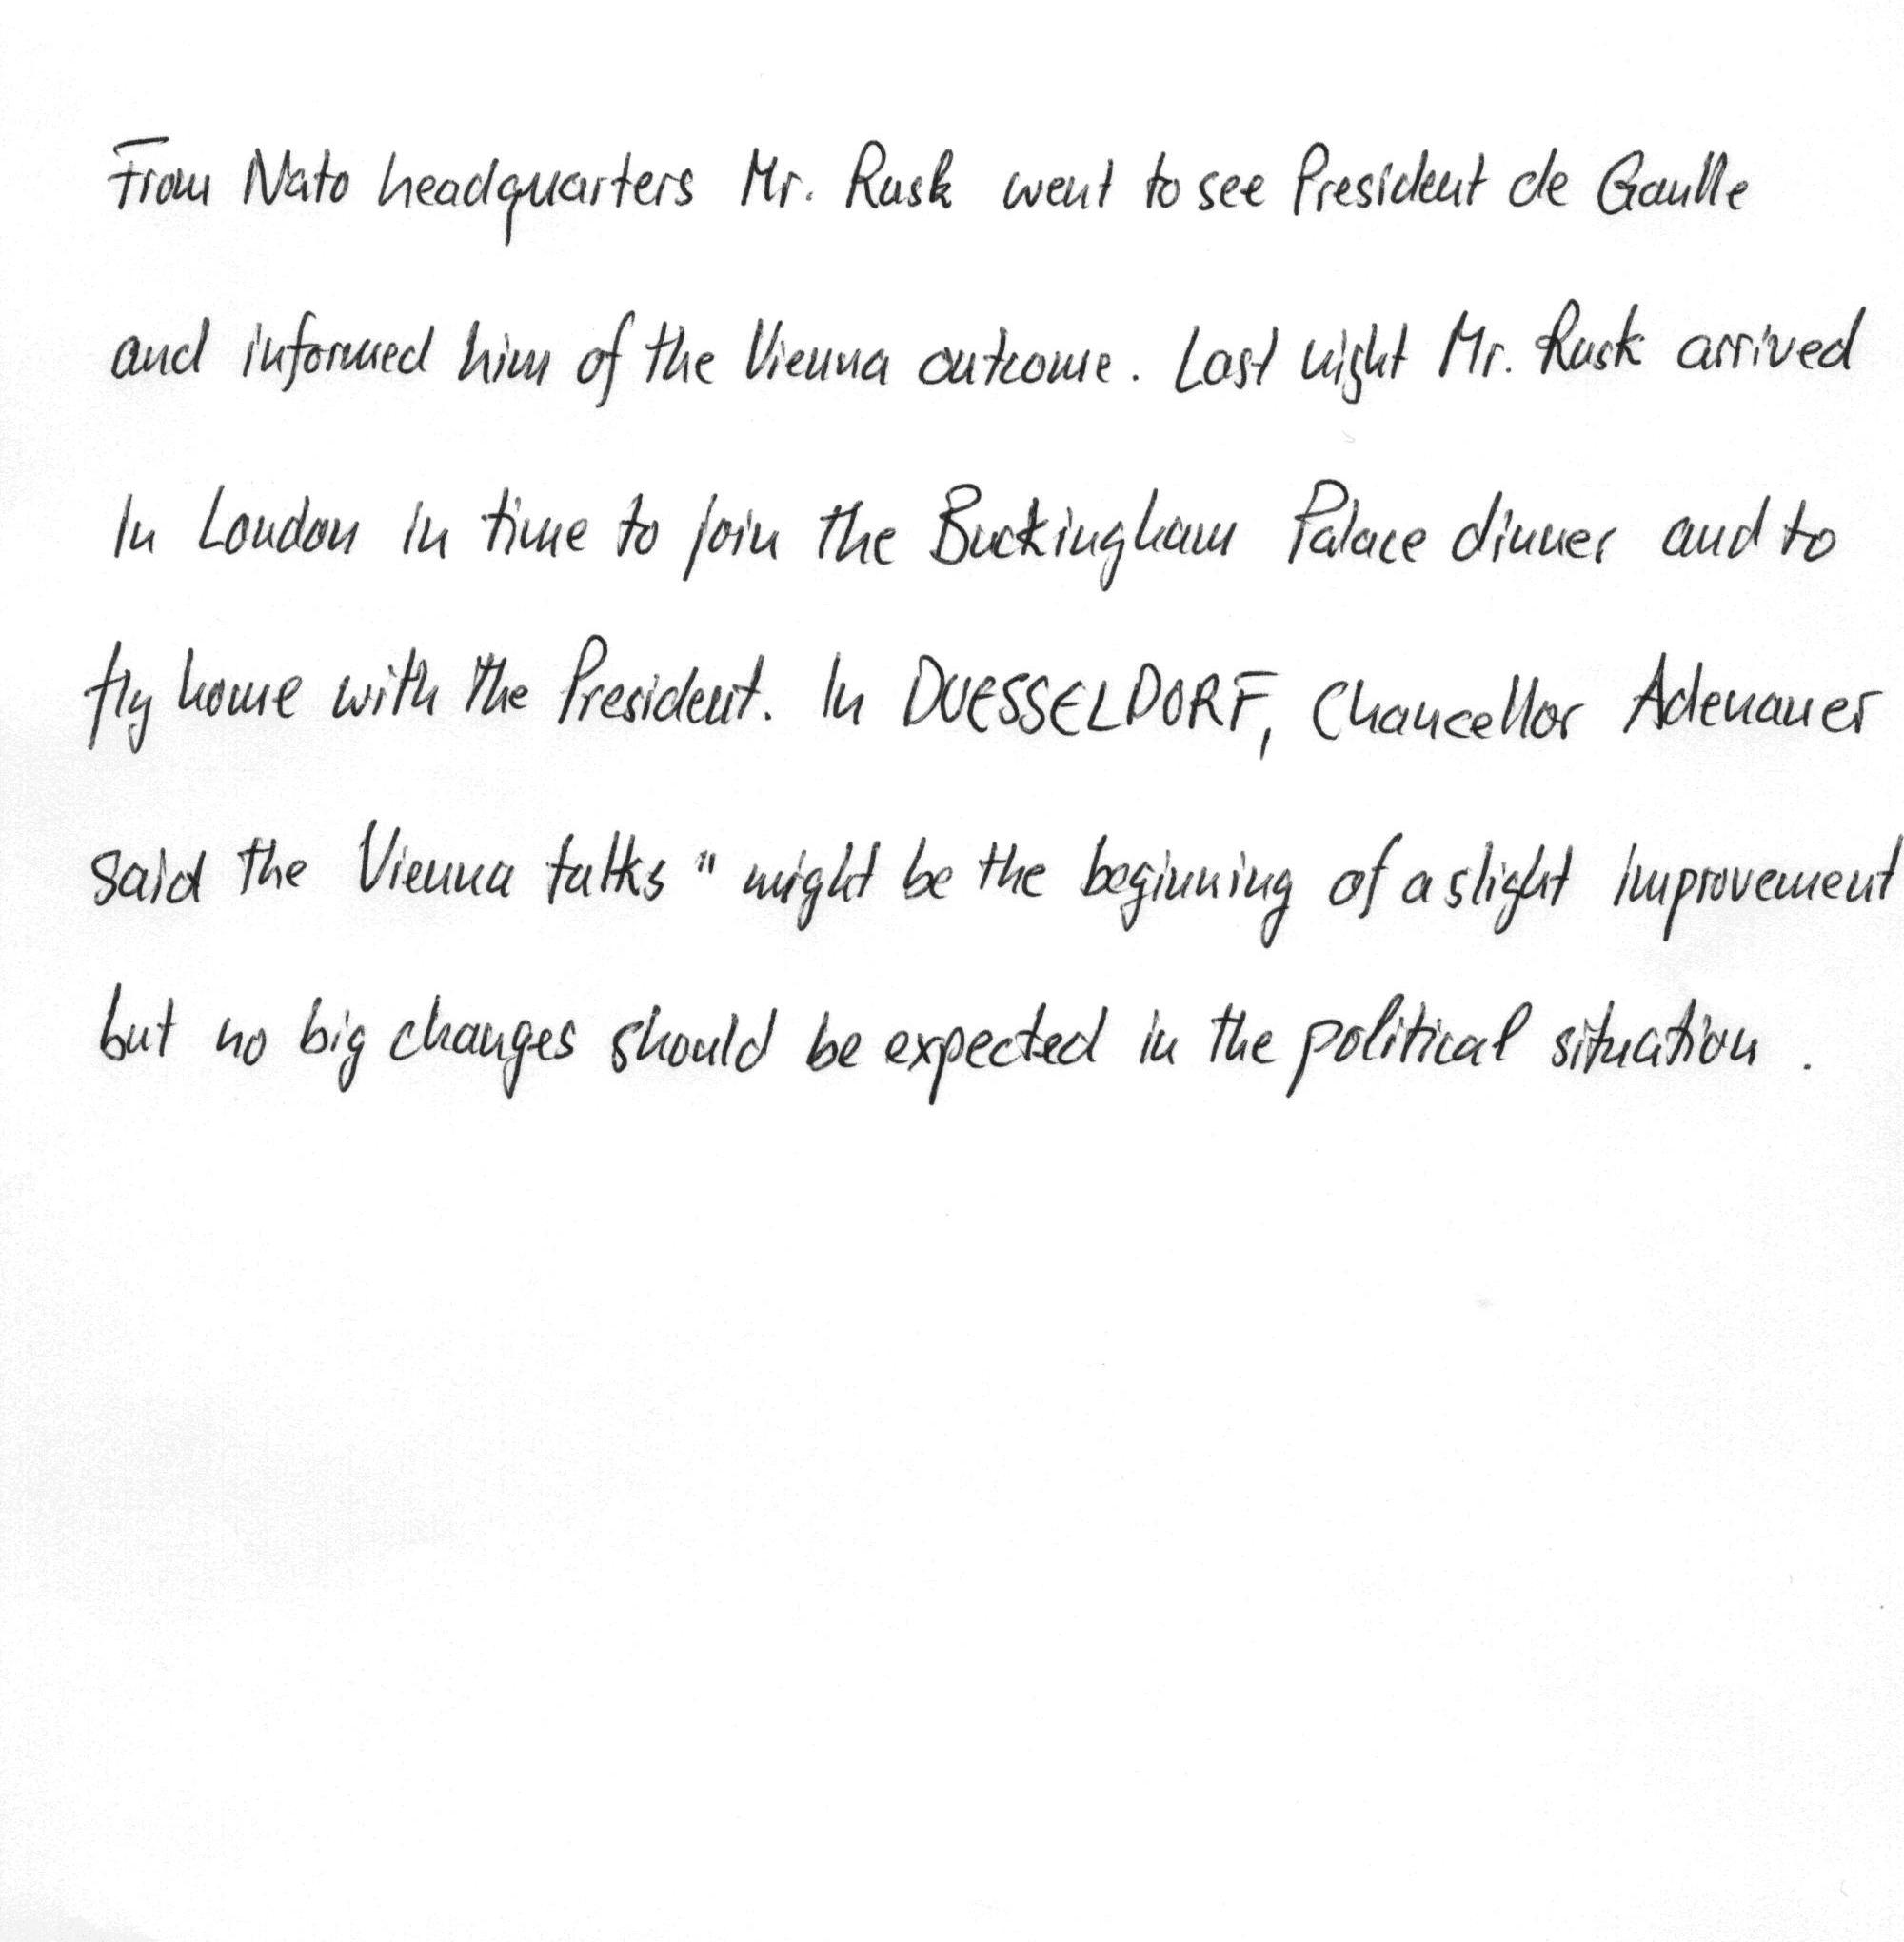 From Nato headquarters Mr. Rusk went to see President de Gaulle
and informed him of the Vienna outcome. Last night Mr. Rusk arrived
In London in time to join the Buckingham Palace dinner and to
fly home with the President. In DUESSELDORF, Chancellor Adenauer
said the Vienna talks " might be the beginning of a slight improvement
but no big changes should be expected in the political situation .